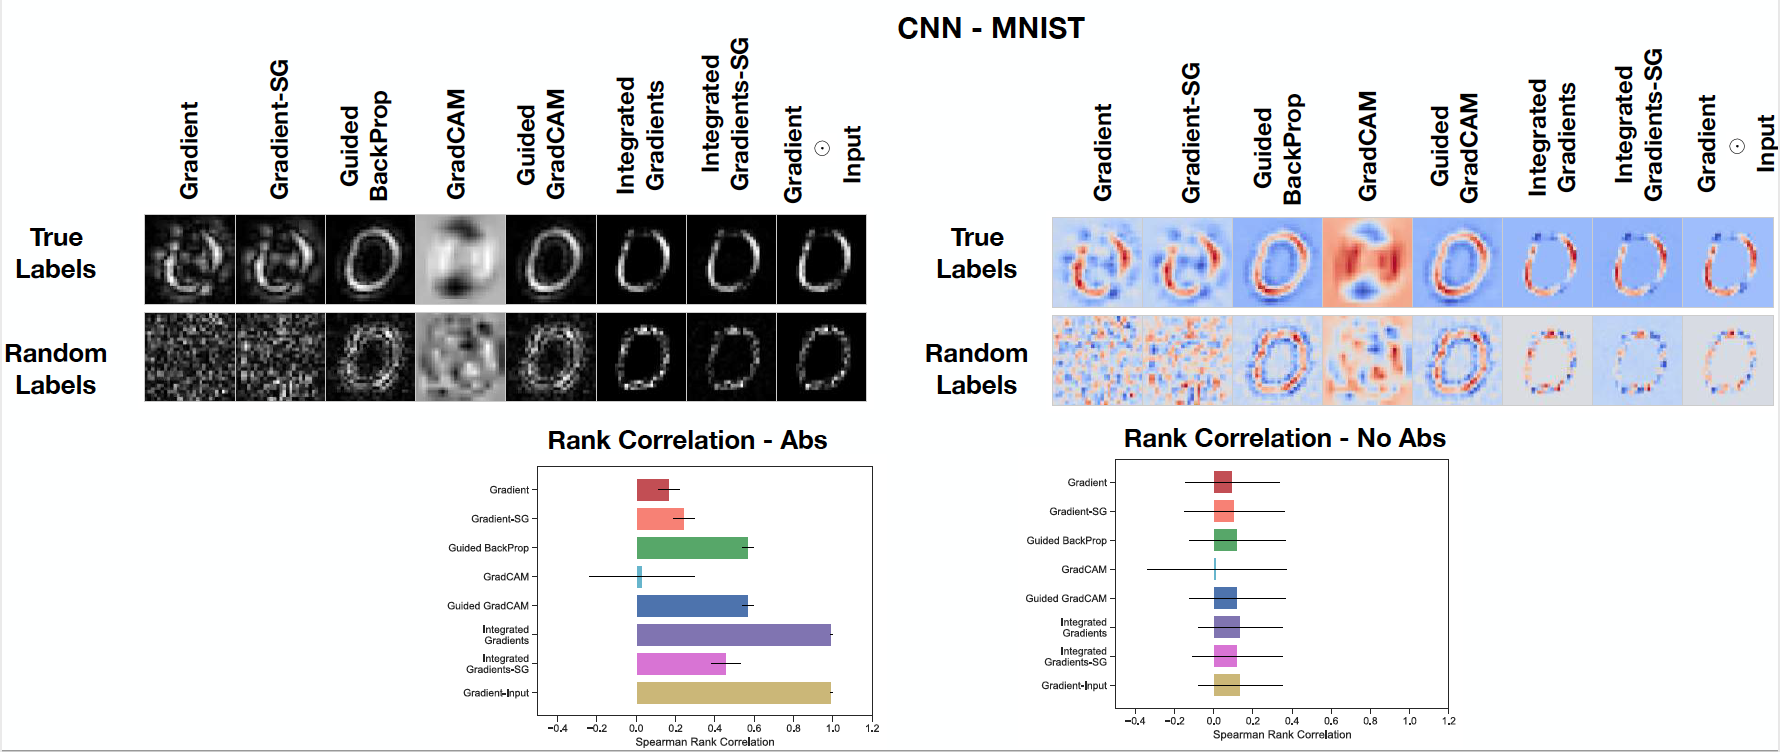 CNN - MNIST
Gradient
Gradient-SG
Guided
BackProp
GradCAM
Guided
GradCAM
Integrated
Gradients
Integrated
Gradients-SG
Gradient
⊙
Input
Gradient
Gradient-SG
Guided
BackProp
GradCAM
Guided
GradCAM
Integrated
Gradients
Integrated
Gradients-SG
Gradient
⊙
Input
True
Labels
Random
Labels
True
Labels
Random
Labels
Rank Correlation - Abs
Gradient
Gradient-SG
Guided BackProp
GradCAM
Guided GradCAM
Integrated
Gradients
Integrated
Gradients-SG
Gradient-Input
−0.4 −0.2 0.0 0.2 0.4 0.6 0.8 1.0 1.2
Spearman Rank Correlation
Rank Correlation - No Abs
Gradient
Gradient-SG
Guided BackProp
GradCAM
Guided GradCAM
Integrated
Gradients
Integrated
Gradients-SG
Gradient-Input
−0.4 −0.2 0.0 0.2 0.4 0.6 0.8 1.0 1.2
Spearman Rank Correlation